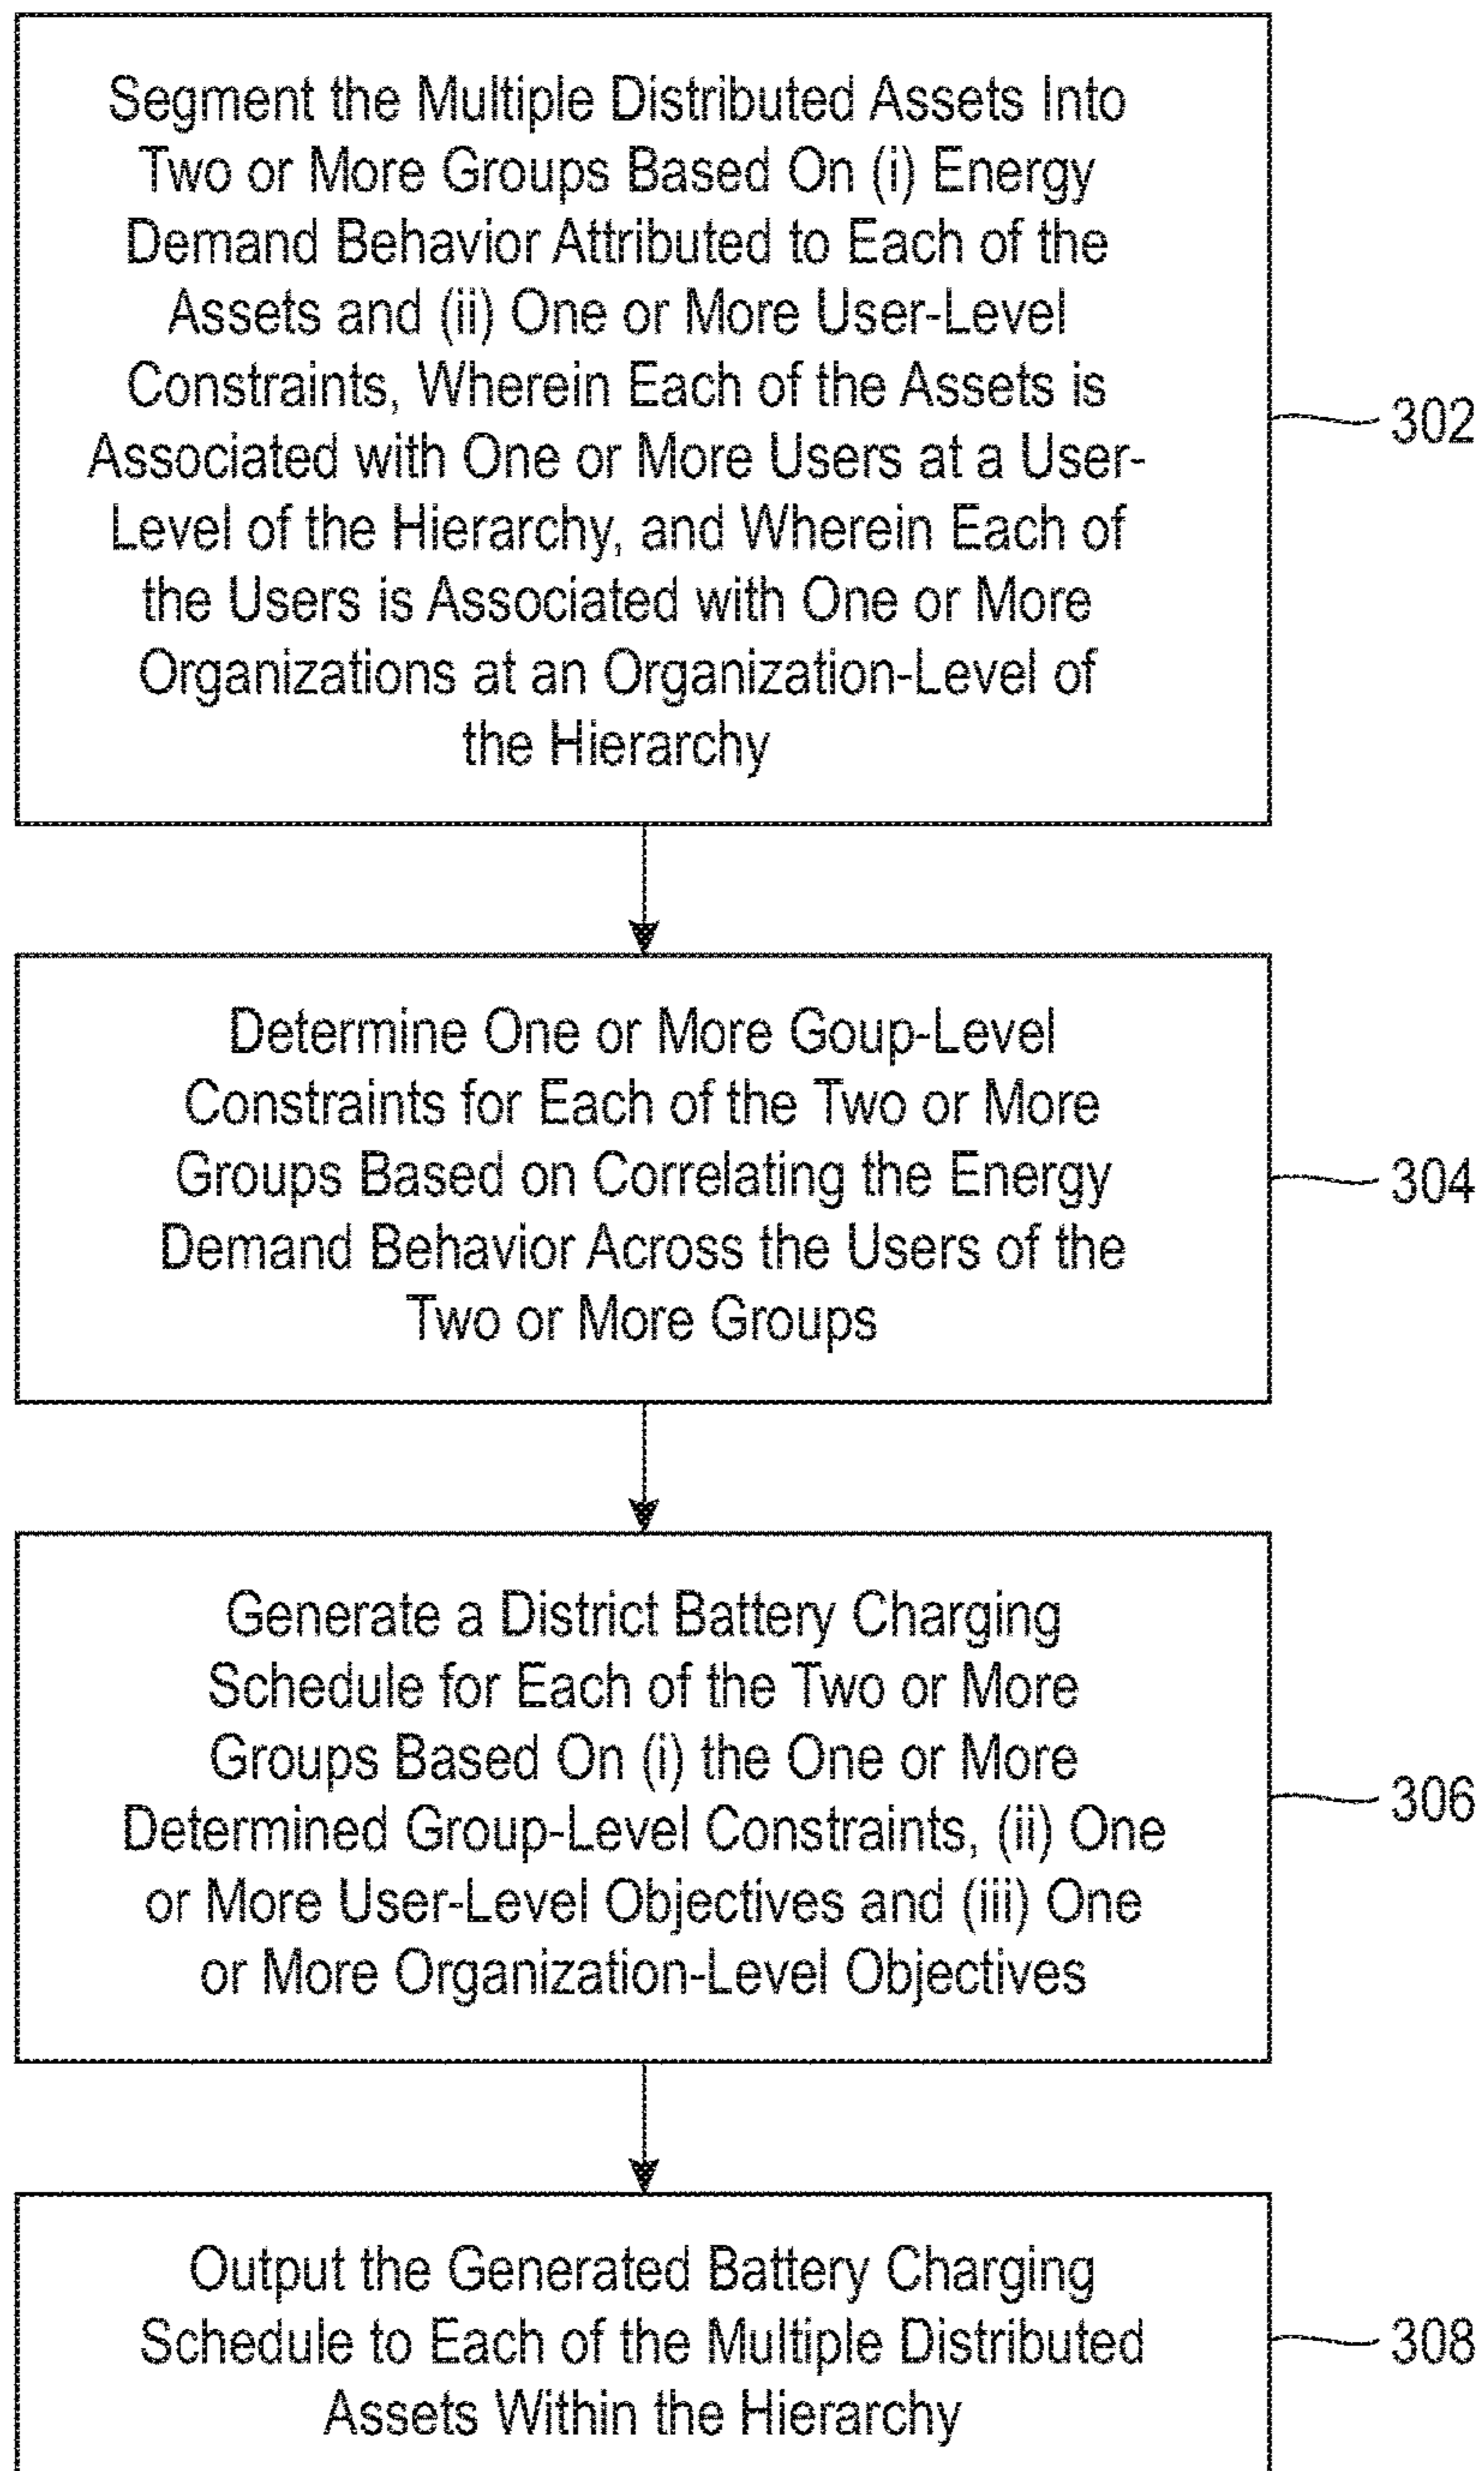 Segment the Multiple Distributed Assets Into
Two or More Groups Based On (i) Energy
Demand Behavior Attributed to Each of the
Assets and (ii) One or More User-Level
Constraints, Wherein Each of the Assets is
Associated with One or More Users at a User-
Level of the Hierarchy, and Wherein Each of
the Users is Associated with One or More
Organizations at an Organization-Level of
the Hierarchy
302
Determine One or More Goup-Level
Constraints for Each of the Two or More
Groups Based on Correlating the Energy
Demand Behavior Across the Users of the
Two or More Groups
304
Generate a District Battery Charging
Schedule for Each of the Two or More
Groups Based On (i) the One or More
Determined Group-Level Constraints, (ii) One
or More User-Level Objectives and (iii) One
or More Organization-Level Objectives
306
Output the Generated Battery Charging
Schedule to Each of the Multiple Distributed
Assets Within the Hierarchy
308